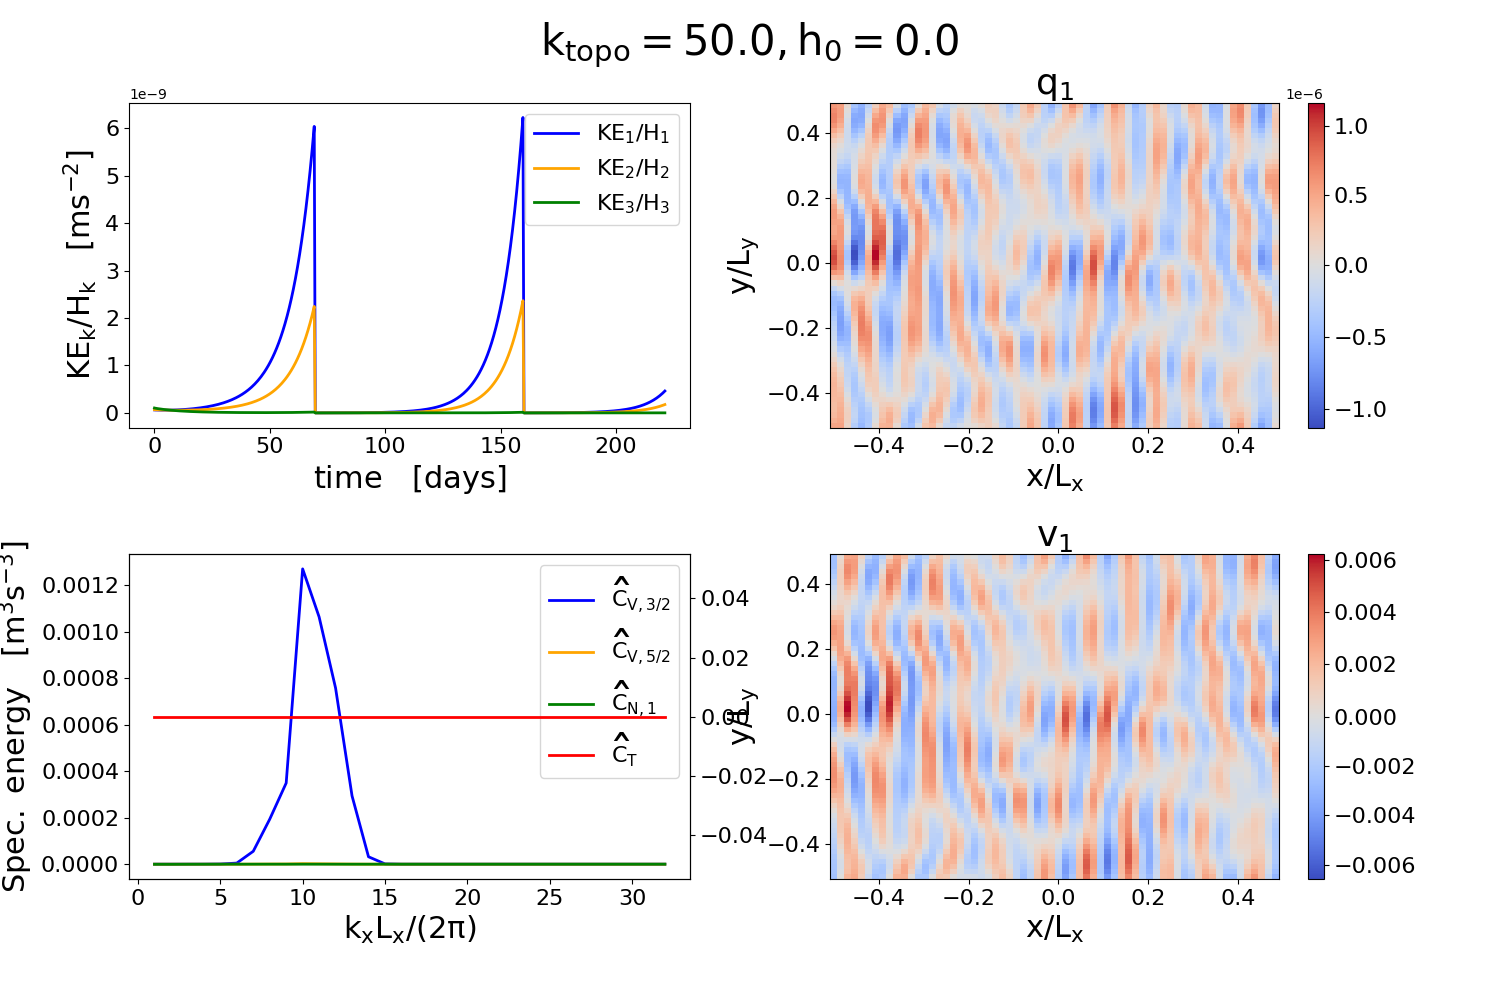 k_topo = 50.0, h_0 = 0.0
1e−9
KE_k/H_k [ms^−2]
6
5
4
3
2
1
0
KE_1/H_1
KE_2/H_2
KE_3/H_3
0 50 100 150 200
time [days]
q_1
1e−6
y/L_y
0.4
0.2
0.0
−0.2
−0.4
−0.4 −0.2 0.0 0.2 0.4
x/L_x
1.0
0.5
0.0
−0.5
−1.0
Spec. energy [m^3s^−3]
0.0012
0.0010
0.0008
0.0006
0.0004
0.0002
0.0000
Ĉ_V,3/2
Ĉ_V,5/2
Ĉ_N,1
Ĉ_T
0.04
0.02
0.00
−0.02
−0.04
0 5 10 15 20 25 30
k_xL_x/(2π)
v_1
y/L_y
0.4
0.2
0.0
−0.2
−0.4
−0.4 −0.2 0.0 0.2 0.4
x/L_x
0.006
0.004
0.002
0.000
−0.002
−0.004
−0.006